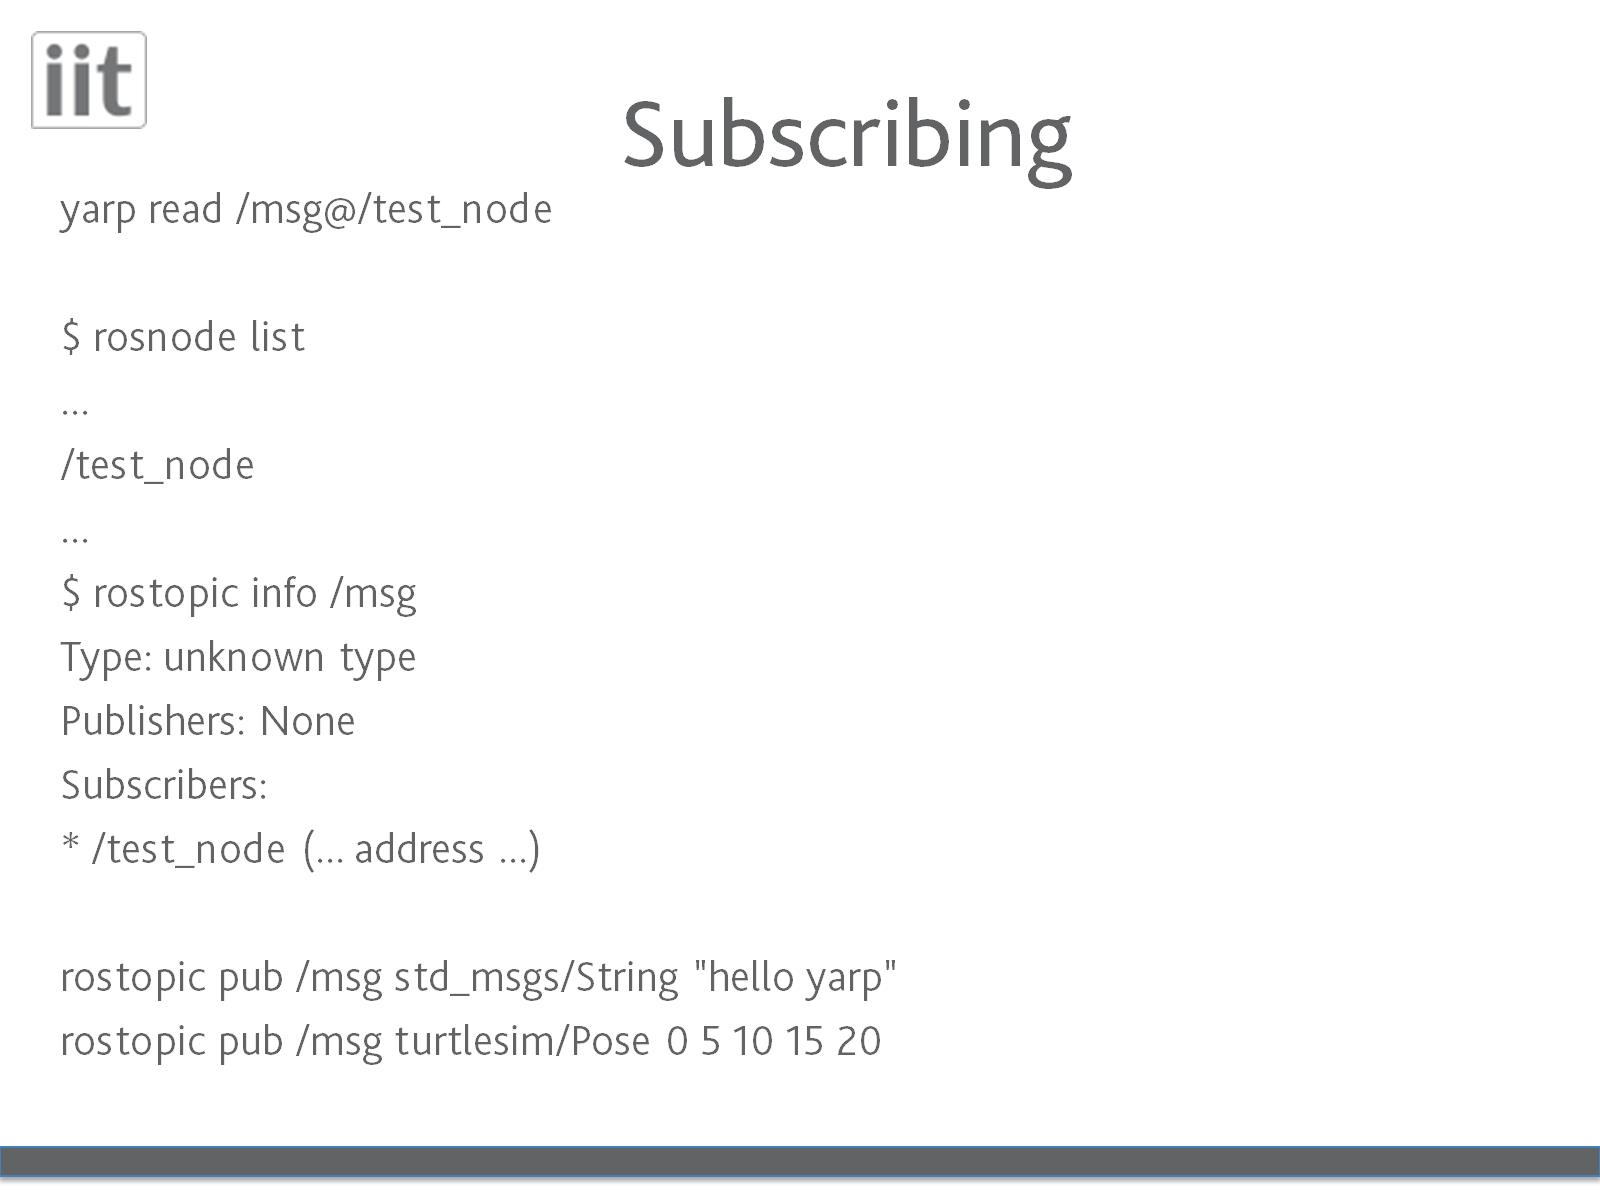 iit
Subscribing
yarp read /msg@/test_node
$ rosnode list
...
/test_node
...
$ rostopic info /msg
Type: unknown type
Publishers: None
Subscribers:
* /test_node (... address ...)
rostopic pub /msg std_msgs/String "hello yarp"
rostopic pub /msg turtlesim/Pose 0 5 10 15 20